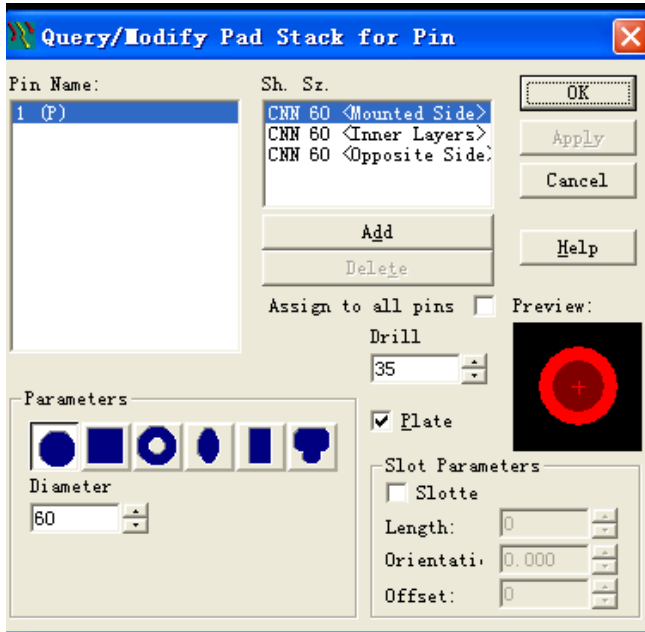 Query/Modify Pad Stack for Pin
Pin Name:
1 (P)
Sh. Sz.
CNN 60 <Mounted Side>
CNN 60 <Inner Layers>
CNN 60 <Opposite Side
OK
Apply
Cancel
Help
Add
Delete
Assign to all pins
Preview:
Drill
35
Plate
Parameters
Diameter
60
Slot Parameters
Slotte
Length:
0
Orientati
0.000
Offset:
0